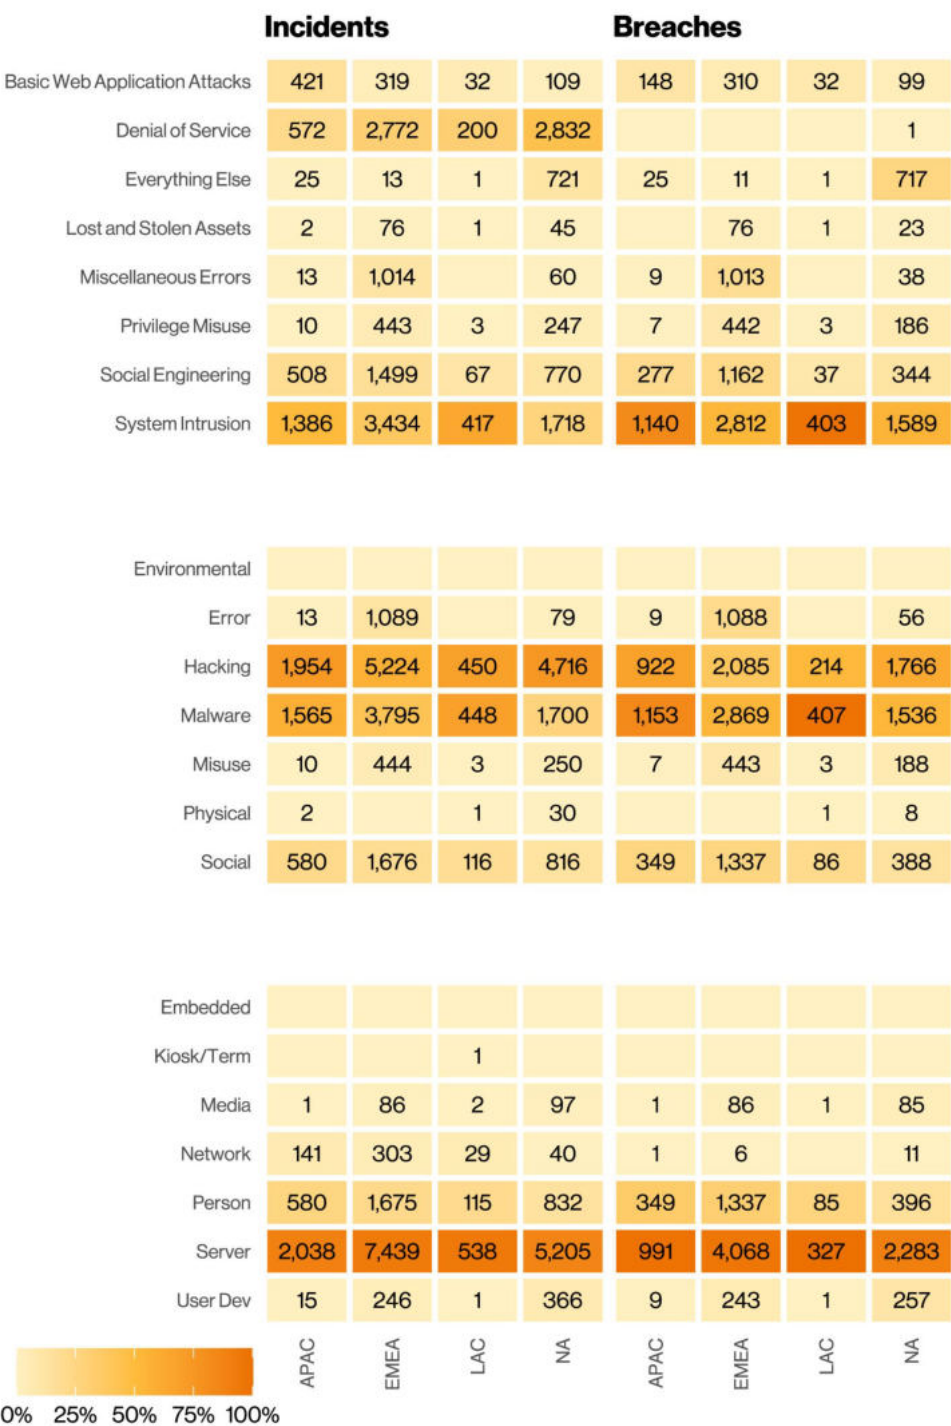 Incidents Breaches
Basic Web Application Attacks 421 319 32 109 148 310 32 99
Denial of Service 572 2,772 200 2,832 1
Everything Else 25 13 1 721 25 11 1 717
Lost and Stolen Assets 2 76 1 45 76 1 23
Miscellaneous Errors 13 1,014 60 9 1,013 38
Privilege Misuse 10 443 3 247 7 442 3 186
Social Engineering 508 1,499 67 770 277 1,162 37 344
System Intrusion 1,386 3,434 417 1,718 1,140 2,812 403 1,589
Environmental
Error 13 1,089 79 9 1,088 56
Hacking 1,954 5,224 450 4,716 922 2,085 214 1,766
Malware 1,565 3,795 448 1,700 1,153 2,869 407 1,536
Misuse 10 444 3 250 7 443 3 188
Physical 2 1 30 1 8
Social 580 1,676 116 816 349 1,337 86 388
Embedded
Kiosk/Term 1
Media 1 86 2 97 1 86 1 85
Network 141 303 29 40 1 6 11
Person 580 1,675 115 832 349 1,337 85 396
Server 2,038 7,439 538 5,205 991 4,068 327 2,283
User Dev 15 246 1 366 9 243 1 257
APAC EMEA LAC NA APAC EMEA LAC NA
0% 25% 50% 75% 100%